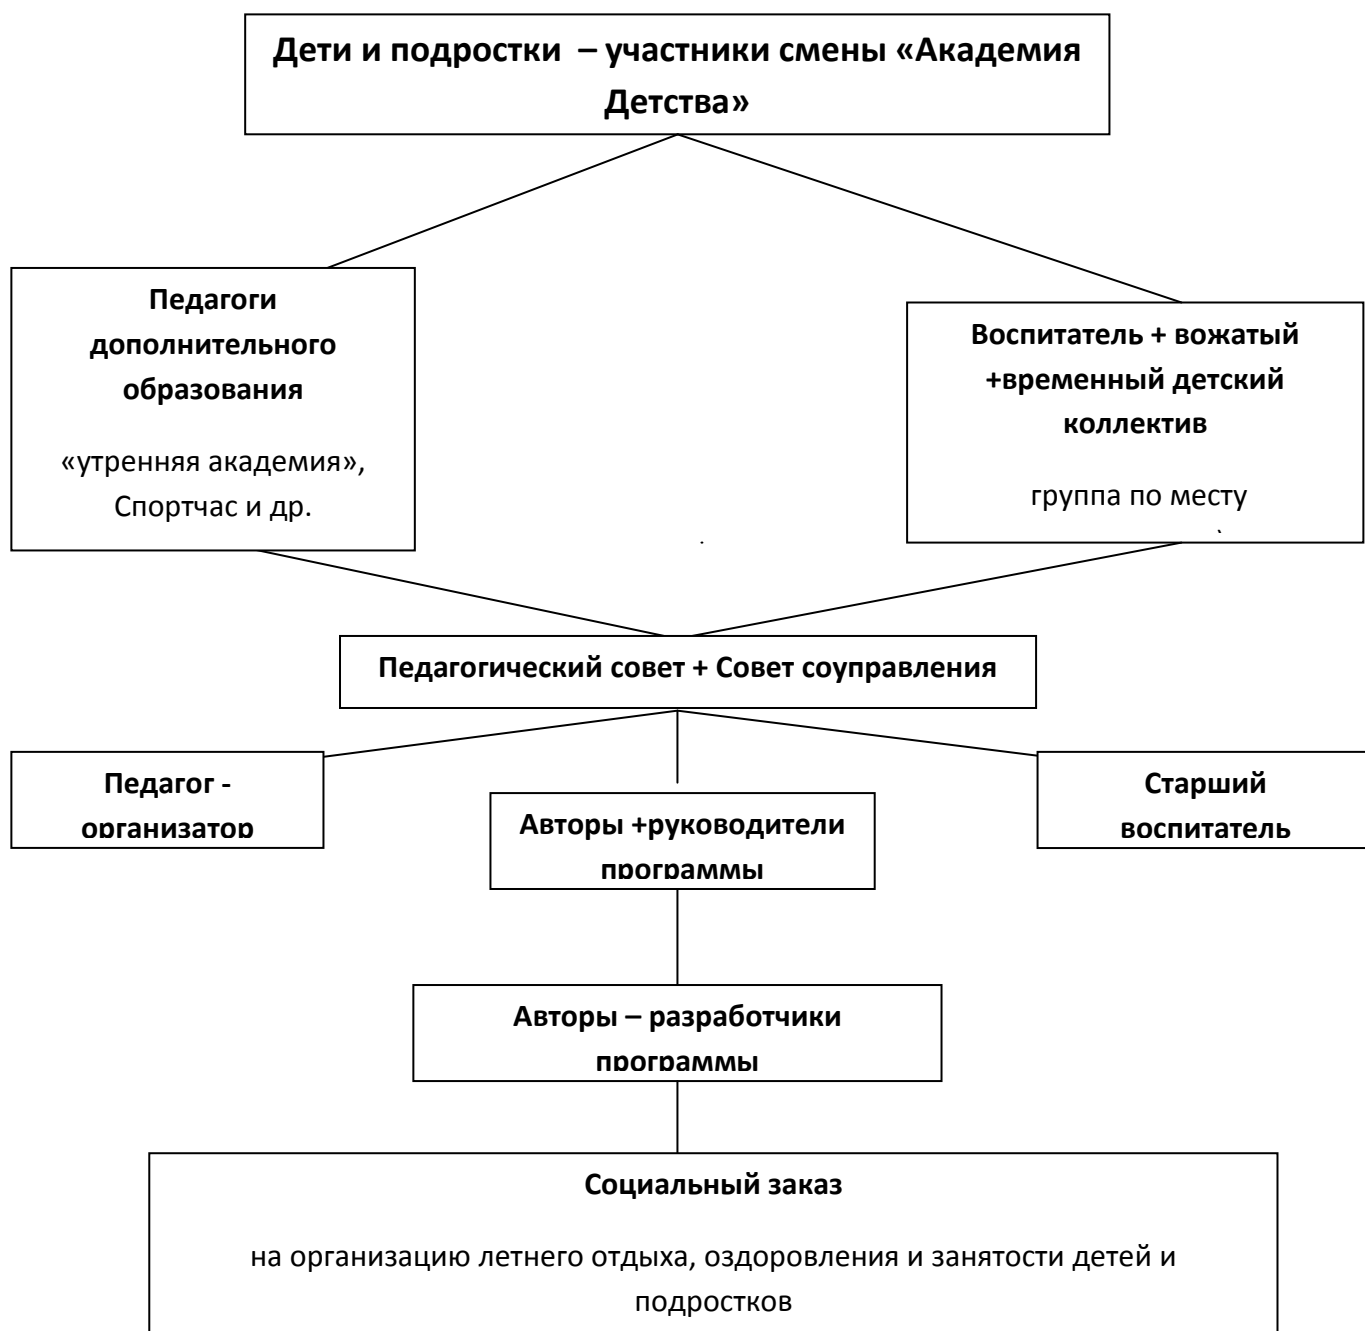 Дети и подростки – участники смены «Академия
Детства»
Педагоги
дополнительного
образования
«утренняя академия»,
Спортчас и др.
Воспитатель + вожатый
+временный детский
коллектив
группа по месту
Педагогический совет + Совет соуправления
Педагог -
организатор
Авторы +руководители
программы
Старший
воспитатель
Авторы – разработчики
программы
Социальный заказ
на организацию летнего отдыха, оздоровления и занятости детей и
подростков